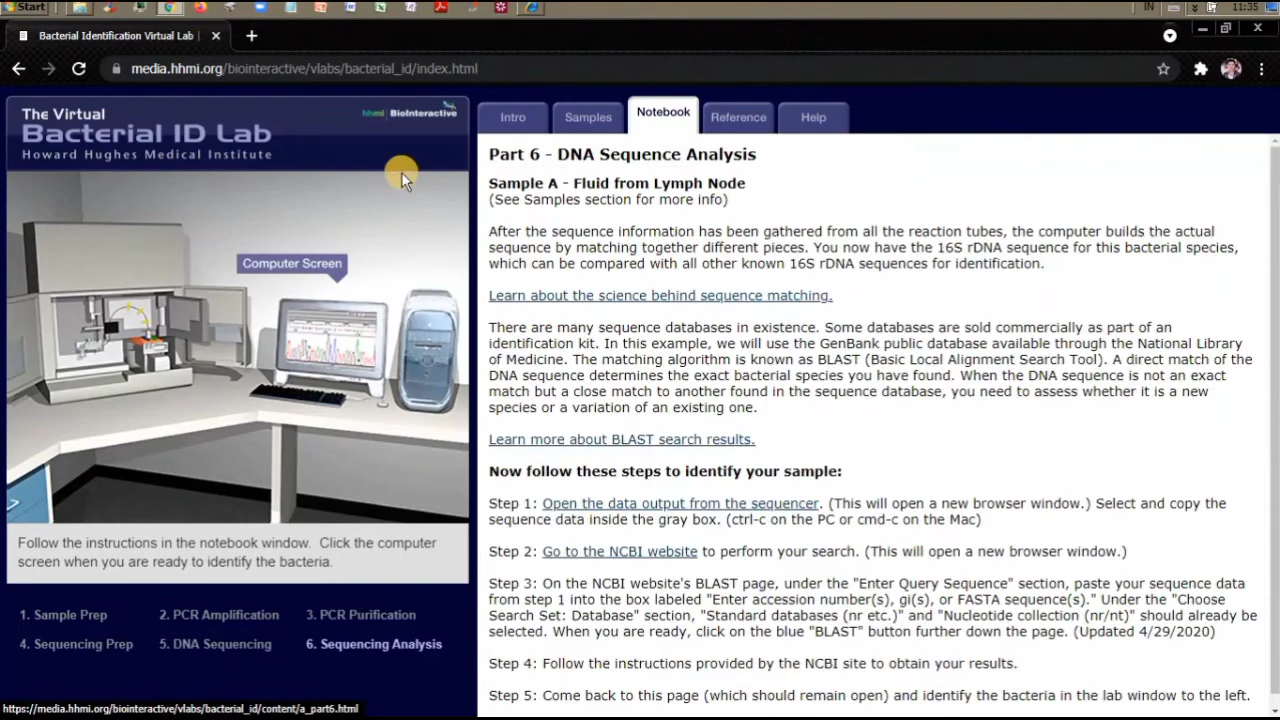 Start
IN
11:35
Bacterial Identification Virtual Lab |
media.hhmi.org/biointeractive/vlabs/bacterial_id/index.html
The Virtual
Bacterial ID Lab
Howard Hughes Medical Institute
hhmi BioInteractive
Intro
Samples
Notebook
Reference
Help
Computer Screen
Follow the instructions in the notebook window. Click the computer
screen when you are ready to identify the bacteria.
1. Sample Prep
2. PCR Amplification
3. PCR Purification
4. Sequencing Prep
5. DNA Sequencing
6. Sequencing Analysis
Part 6 - DNA Sequence Analysis
Sample A - Fluid from Lymph Node
(See Samples section for more info)
After the sequence information has been gathered from all the reaction tubes, the computer builds the actual
sequence by matching together different pieces. You now have the 16S rDNA sequence for this bacterial species,
which can be compared with all other known 16S rDNA sequences for identification.
Learn about the science behind sequence matching.
There are many sequence databases in existence. Some databases are sold commercially as part of an
identification kit. In this example, we will use the GenBank public database available through the National Library
of Medicine. The matching algorithm is known as BLAST (Basic Local Alignment Search Tool). A direct match of the
DNA sequence determines the exact bacterial species you have found. When the DNA sequence is not an exact
match but a close match to another found in the sequence database, you need to assess whether it is a new
species or a variation of an existing one.
Learn more about BLAST search results.
Now follow these steps to identify your sample:
Step 1: Open the data output from the sequencer. (This will open a new browser window.) Select and copy the
sequence data inside the gray box. (ctrl-c on the PC or cmd-c on the Mac)
Step 2: Go to the NCBI website to perform your search. (This will open a new browser window.)
Step 3: On the NCBI website's BLAST page, under the "Enter Query Sequence" section, paste your sequence data
from step 1 into the box labeled "Enter accession number(s), gi(s), or FASTA sequence(s)." Under the "Choose
Search Set: Database" section, "Standard databases (nr etc.)" and "Nucleotide collection (nr/nt)" should already be
selected. When you are ready, click on the blue "BLAST" button further down the page. (Updated 4/29/2020)
Step 4: Follow the instructions provided by the NCBI site to obtain your results.
Step 5: Come back to this page (which should remain open) and identify the bacteria in the lab window to the left.
https://media.hhmi.org/biointeractive/vlabs/bacterial_id/content/a_part6.html